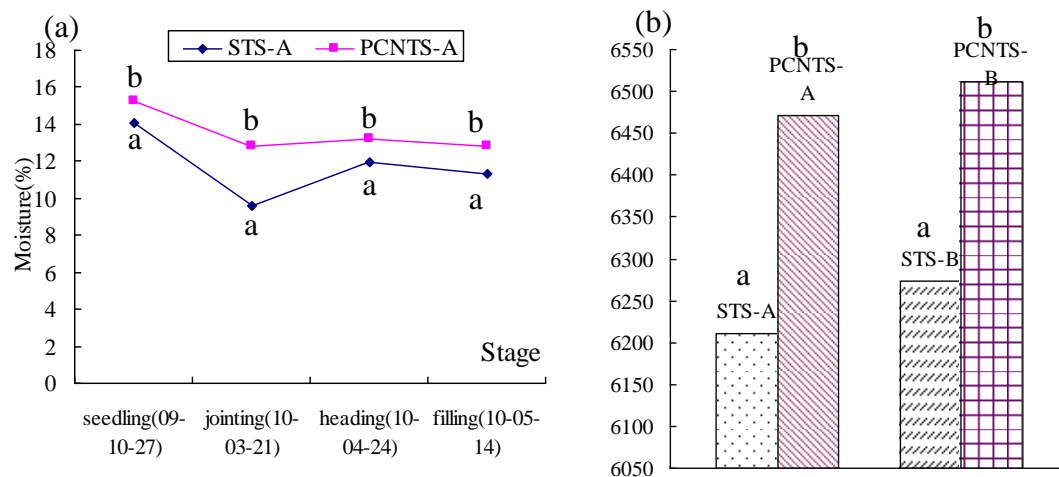 (a)
STS-A
PCNTS-A
18
16
14
12
10
8
6
4
2
0
Moisture(%)
b
b
b
b
a
a
a
a
Stage
seedling(09-
10-27)
jointing(10-
03-21)
heading(10-
04-24)
filling(10-05-
14)
(b)
6550
6500
6450
6400
6350
6300
6250
6200
6150
6100
6050
a
STS-A
b
PCNTS-
A
a
STS-B
b
PCNTS-
B